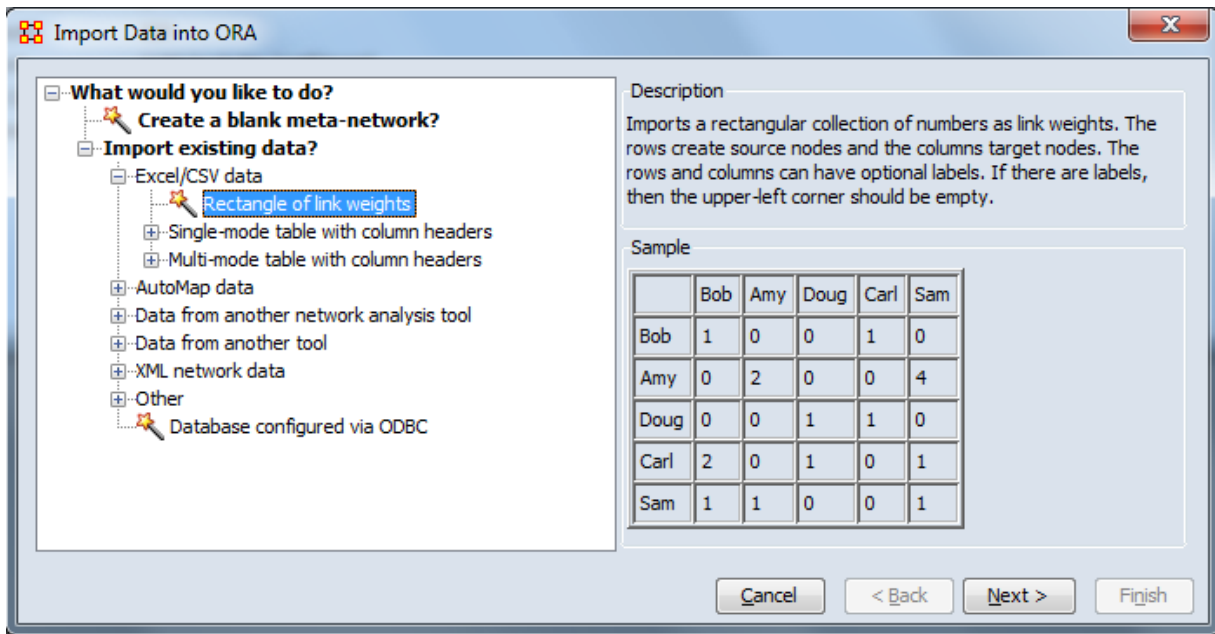 Import Data into ORA
What would you like to do?
Create a blank meta-network?
Import existing data?
Excel/CSV data
Rectangle of link weights
Single-mode table with column headers
Multi-mode table with column headers
AutoMap data
Data from another network analysis tool
Data from another tool
XML network data
Other
Database configured via ODBC
Description
Imports a rectangular collection of numbers as link weights. The
rows create source nodes and the columns target nodes. The
rows and columns can have optional labels. If there are labels,
then the upper-left corner should be empty.
Sample
Bob Amy Doug Carl Sam
Bob 1 0 0 1 0
Amy 0 2 0 0 4
Doug 0 0 1 1 0
Carl 2 0 1 0 1
Sam 1 1 0 0 1
Cancel < Back Next > Finish